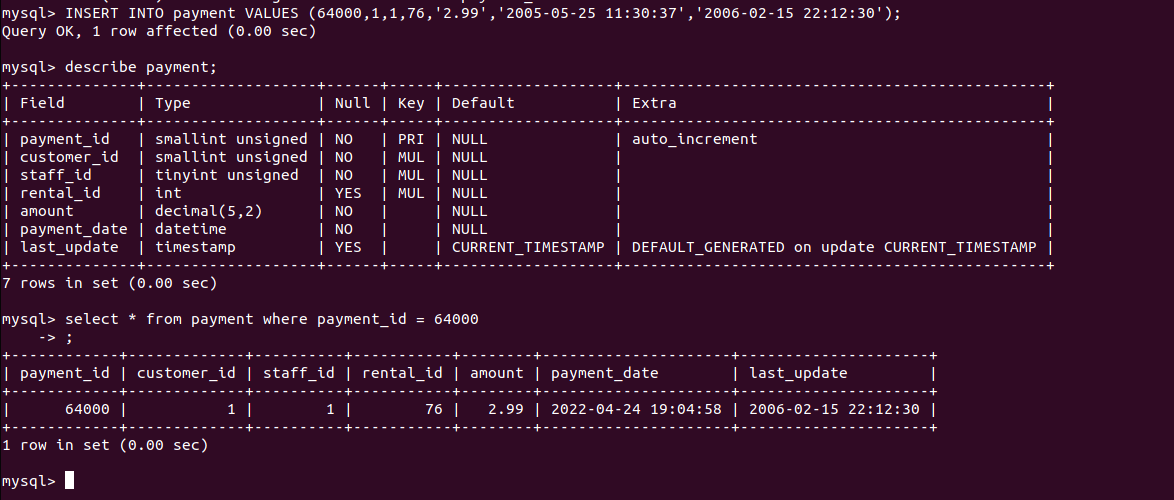 mysql> INSERT INTO payment VALUES (64000,1,1,76,'2.99','2005-05-25 11:30:37','2006-02-15 22:12:30');
Query OK, 1 row affected (0.00 sec)
mysql> describe payment;
+--------------+-------------------+------+-----+-------------------+-----------------------------------------------+
| Field        | Type              | Null | Key | Default           | Extra                                         |
+--------------+-------------------+------+-----+-------------------+-----------------------------------------------+
| payment_id   | smallint unsigned | NO   | PRI | NULL              | auto_increment                                |
| customer_id  | smallint unsigned | NO   | MUL | NULL              |                                               |
| staff_id     | tinyint unsigned  | NO   | MUL | NULL              |                                               |
| rental_id    | int               | YES  | MUL | NULL              |                                               |
| amount       | decimal(5,2)      | NO   |     | NULL              |                                               |
| payment_date | datetime          | NO   |     | NULL              |                                               |
| last_update  | timestamp         | YES  |     | CURRENT_TIMESTAMP | DEFAULT_GENERATED on update CURRENT_TIMESTAMP |
+--------------+-------------------+------+-----+-------------------+-----------------------------------------------+
7 rows in set (0.00 sec)
mysql> select * from payment where payment_id = 64000
    -> ;
+------------+-------------+----------+-----------+--------+---------------------+---------------------+
| payment_id | customer_id | staff_id | rental_id | amount | payment_date        | last_update         |
+------------+-------------+----------+-----------+--------+---------------------+---------------------+
|      64000 |           1 |        1 |        76 |   2.99 | 2022-04-24 19:04:58 | 2006-02-15 22:12:30 |
+------------+-------------+----------+-----------+--------+---------------------+---------------------+
1 row in set (0.00 sec)
mysql>